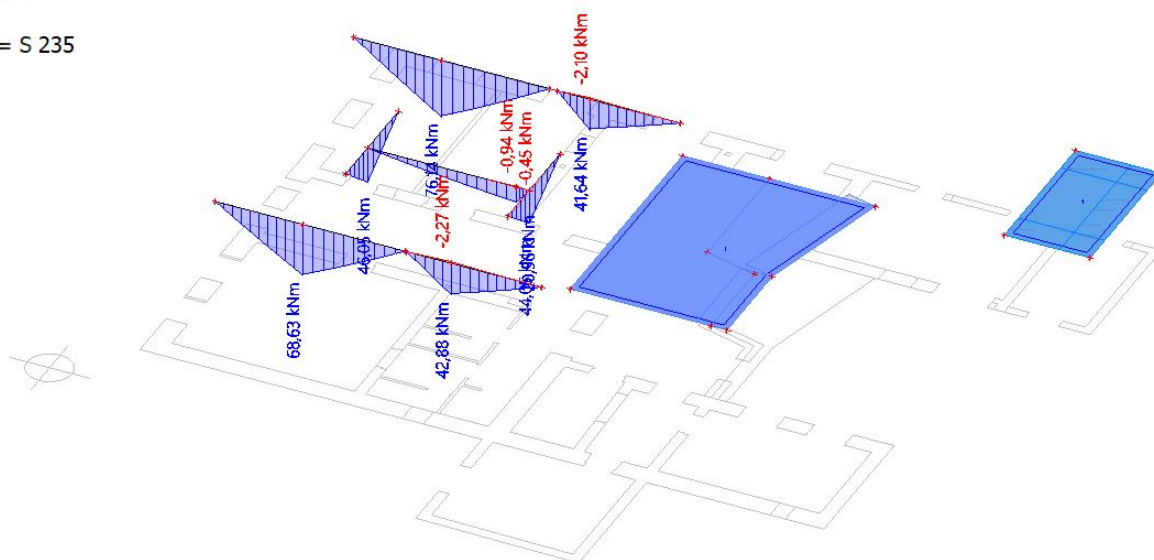 = S 235
-2,10 kNm
-0,94 kNm
-0,45 kNm
76,14 kNm
41,64 kNm
-2,27 kNm
46,05 kNm
68,63 kNm
42,88 kNm